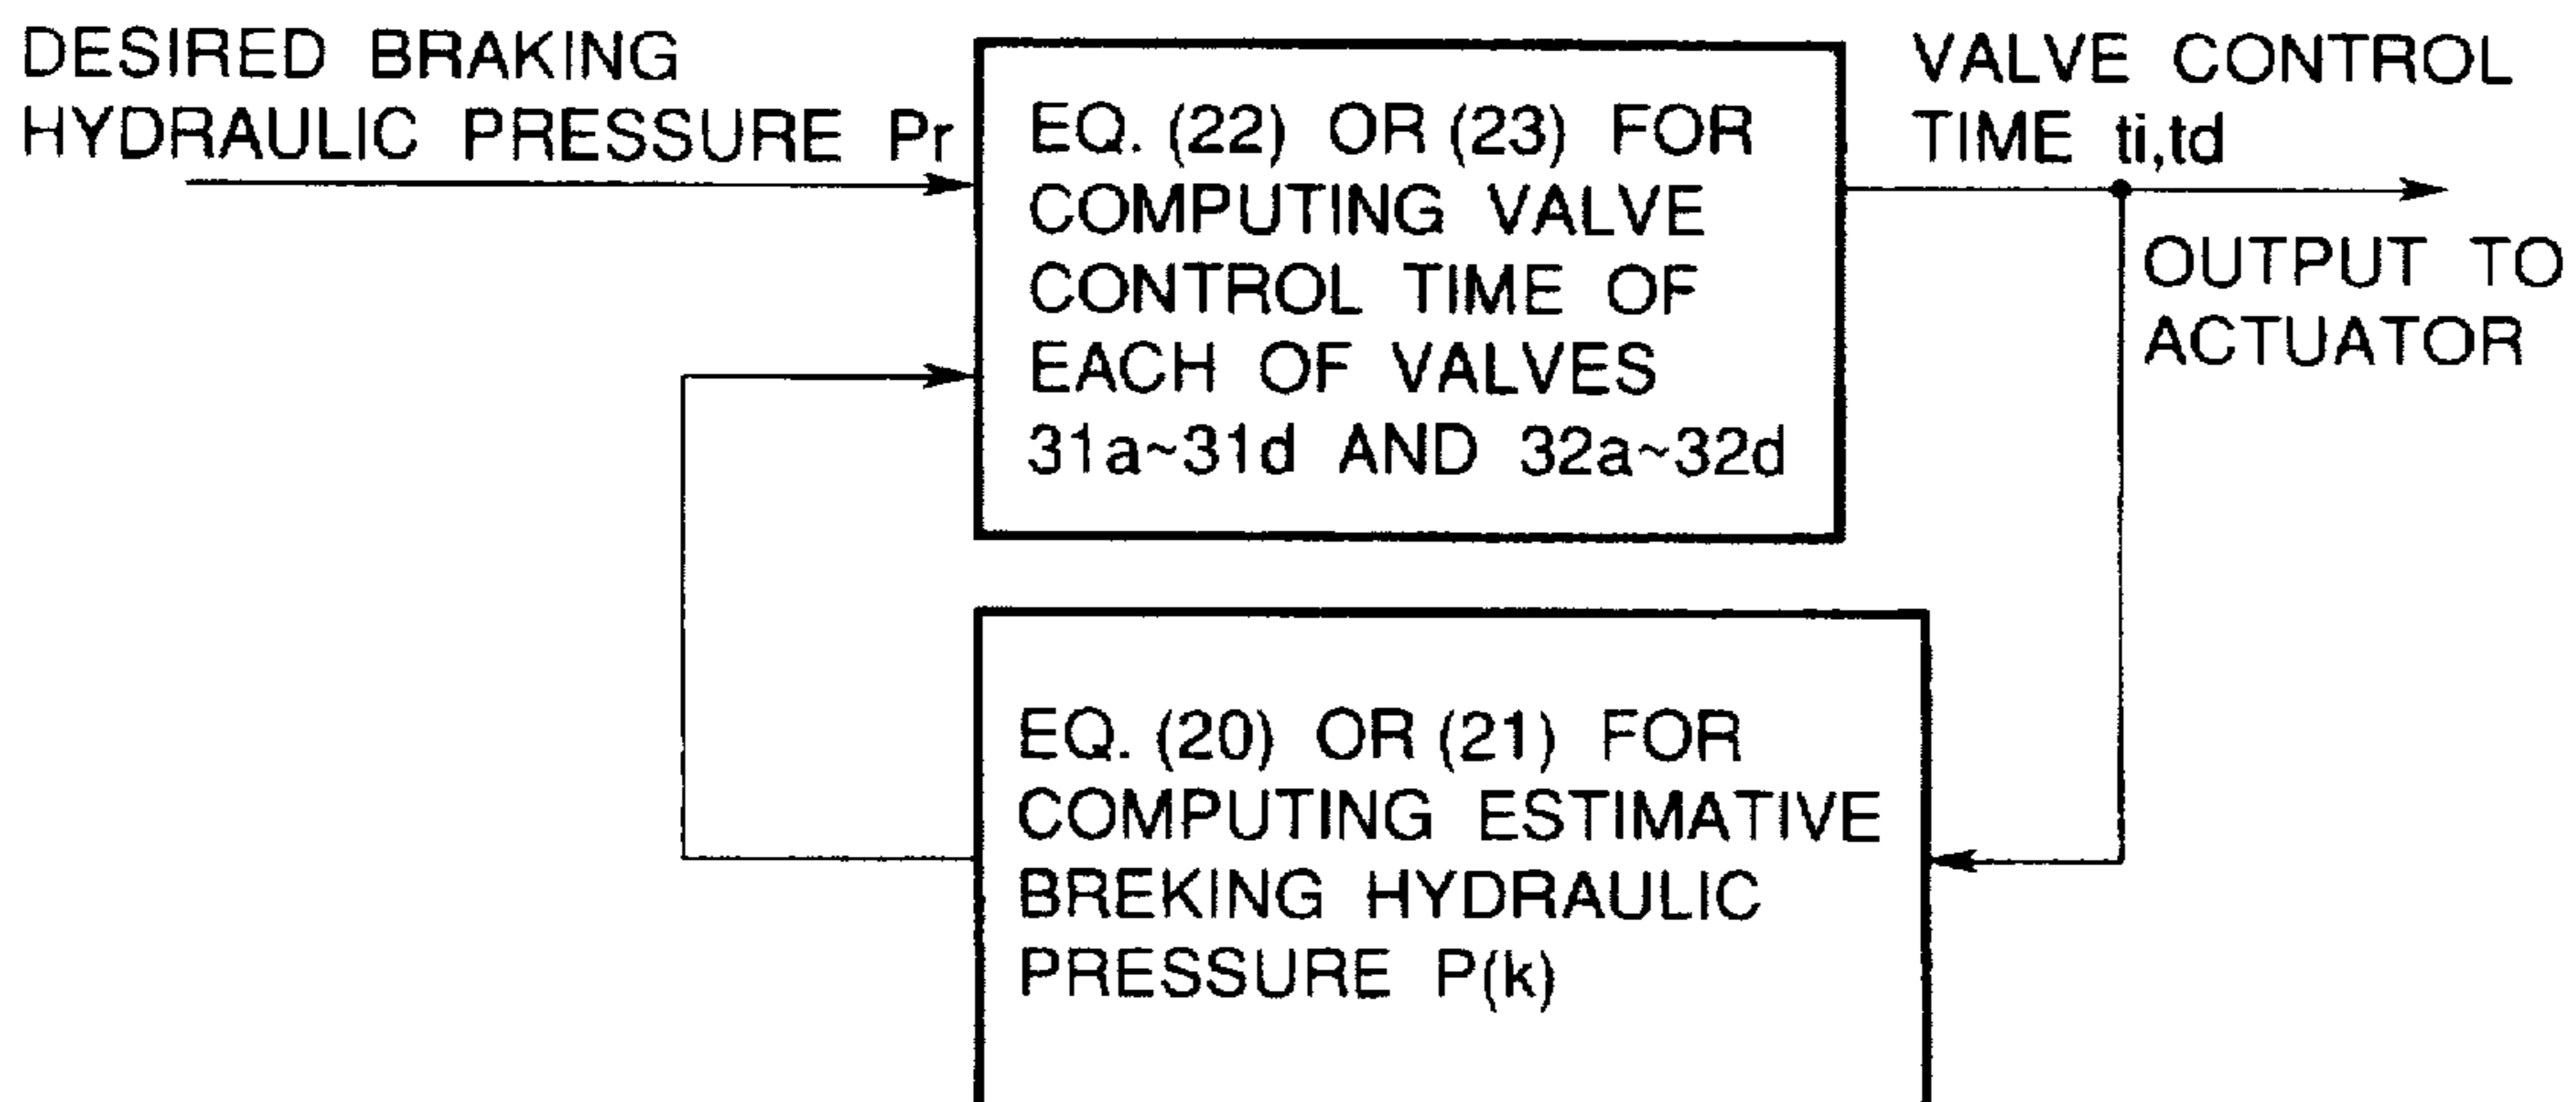 DESIRED BRAKING
HYDRAULIC PRESSURE Pr
EQ. (22) OR (23) FOR
COMPUTING VALVE
CONTROL TIME OF
EACH OF VALVES
31a~31d AND 32a~32d
VALVE CONTROL
TIME ti,td
OUTPUT TO
ACTUATOR
EQ. (20) OR (21) FOR
COMPUTING ESTIMATIVE
BREKING HYDRAULIC
PRESSURE P(k)